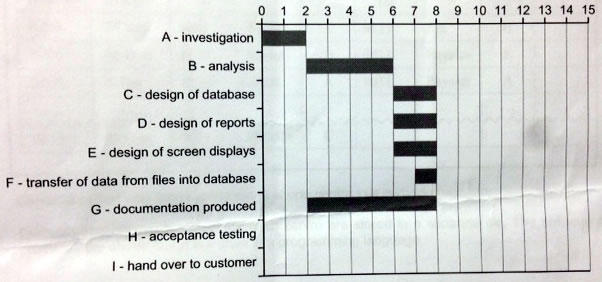 0 1 2 3 4 5 6 7 8 9 10 11 12 13 14 15
A - investigation
B - analysis
C - design of database
D - design of reports
E - design of screen displays
F - transfer of data from files into database
G - documentation produced
H - acceptance testing
I - hand over to customer